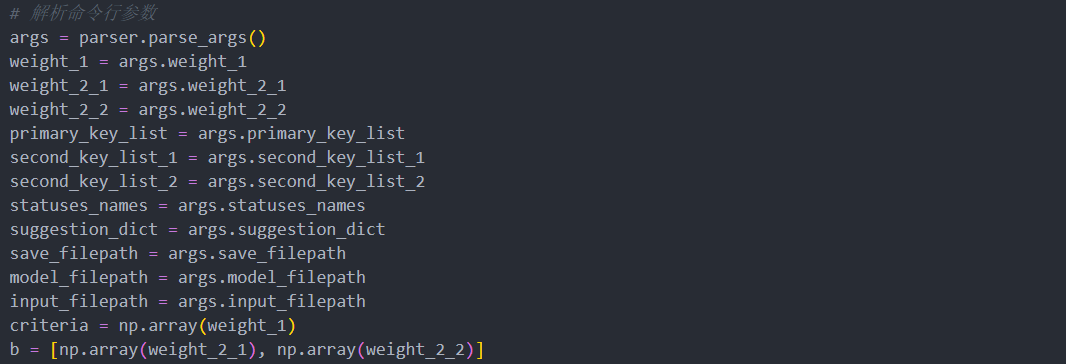 # 解析命令行参数
args = parser.parse_args()
weight_1 = args.weight_1
weight_2_1 = args.weight_2_1
weight_2_2 = args.weight_2_2
primary_key_list = args.primary_key_list
second_key_list_1 = args.second_key_list_1
second_key_list_2 = args.second_key_list_2
statuses_names = args.statuses_names
suggestion_dict = args.suggestion_dict
save_filepath = args.save_filepath
model_filepath = args.model_filepath
input_filepath = args.input_filepath
criteria = np.array(weight_1)
b = [np.array(weight_2_1), np.array(weight_2_2)]